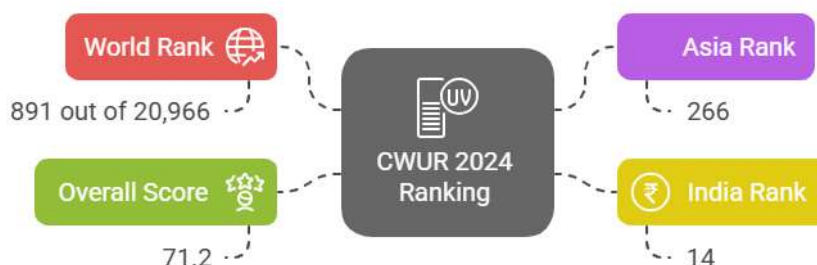 World Rank
891 out of 20,966
Overall Score
71.2
UV
CWUR 2024
Ranking
Asia Rank
266
₹ India Rank
14